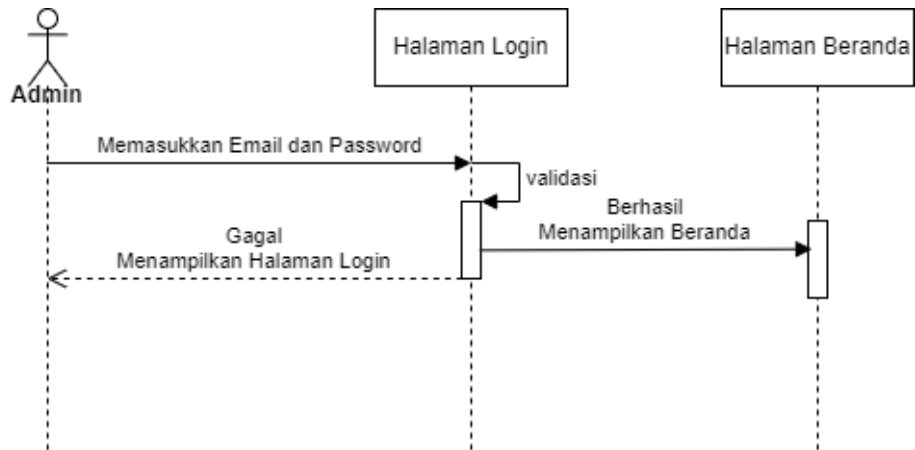 Halaman Login
Halaman Beranda
Admin
Memasukkan Email dan Password
validasi
Berhasil
Menampilkan Beranda
Gagal
Menampilkan Halaman Login